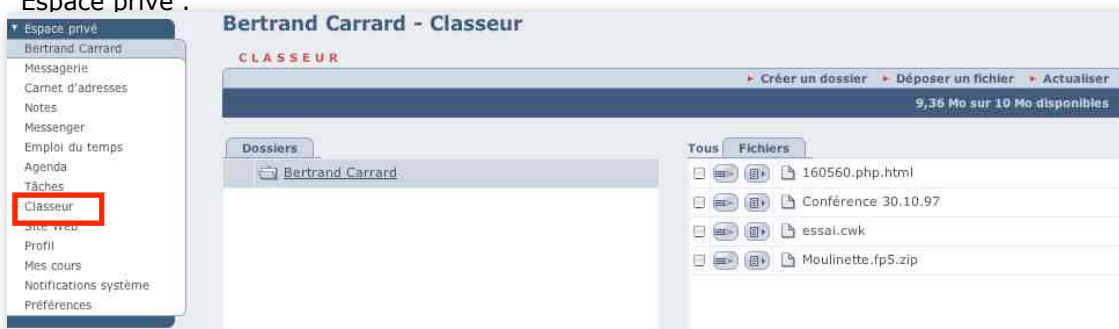 Espace privé :
Espace privé
Bertrand Carrard
Messagerie
Carnet d'adresses
Notes
Messenger
Emploi du temps
Agenda
Tâches
Classeur
Site Web
Profil
Mes cours
Notifications système
Préférences
Bertrand Carrard - Classeur
CLASSEUR
Créer un dossier Déposer un fichier Actualiser
9,36 Mo sur 10 Mo disponibles
Dossiers
Bertrand Carrard
Tous Fichiers
160560.php.html
Conférence 30.10.97
essai.cwk
Moulinette.fp5.zip